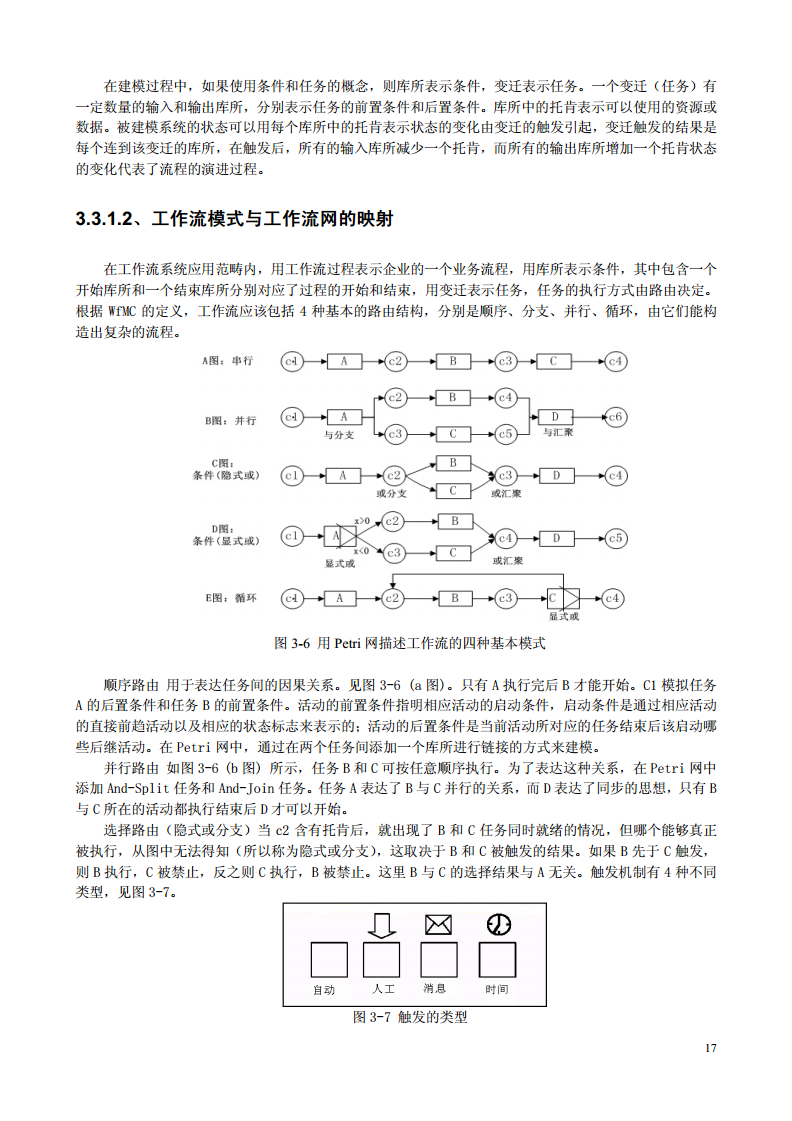 在建模过程中，如果使用条件和任务的概念，则库所表示条件，变迁表示任务。一个变迁（任务）有
一定数量的输入和输出库所，分别表示任务的前置条件和后置条件。库所中的托肯表示可以使用的资源或
数据。被建模系统的状态可以用每个库所中的托肯表示状态的变化由变迁的触发引起，变迁触发的结果是
每个连到该变迁的库所，在触发后，所有的输入库所减少一个托肯，而所有的输出库所增加一个托肯状态
的变化代表了流程的演进过程。
3.3.1.2、工作流模式与工作流网的映射
在工作流系统应用范畴内，用工作流过程表示企业的一个业务流程，用库所表示条件，其中包含一个
开始库所和一个结束库所分别对应了过程的开始和结束，用变迁表示任务，任务的执行方式由路由决定。
根据 WfMC 的定义，工作流应该包括 4 种基本的路由结构，分别是顺序、分支、并行、循环，由它们能构
造出复杂的流程。
A图：串行 c1 A c2 B c3 C c4
c2 B c4
B图：并行 c1 A D c6
与分支 c3 C c5 与汇聚
C图： B
条件(隐式或) c1 A c2 c3 D c4
或分支 C 或汇聚
x>0 c2 B
D图： c1 A c4 D c5
条件(显式或) x<0 c3 C
显式或 或汇聚
E图：循环 c1 A c2 B c3 C c4
显式或
图 3-6 用 Petri 网描述工作流的四种基本模式
顺序路由 用于表达任务间的因果关系。见图 3-6 (a 图)。只有 A 执行完后 B 才能开始。C1 模拟任务
A 的后置条件和任务 B 的前置条件。活动的前置条件指明相应活动的启动条件，启动条件是通过相应活动
的直接前趋活动以及相应的状态标志来表示的；活动的后置条件是当前活动所对应的任务结束后该启动哪
些后继活动。在 Petri 网中，通过在两个任务间添加一个库所进行链接的方式来建模。
并行路由 如图 3-6 (b 图) 所示，任务 B 和 C 可按任意顺序执行。为了表达这种关系，在 Petri 网中
添加 And-Split 任务和 And-Join 任务。任务 A 表达了 B 与 C 并行的关系，而 D 表达了同步的思想，只有 B
与 C 所在的活动都执行结束后 D 才可以开始。
选择路由（隐式或分支）当 c2 含有托肯后，就出现了 B 和 C 任务同时就绪的情况，但哪个能够真正
被执行，从图中无法得知（所以称为隐式或分支），这取决于 B 和 C 被触发的结果。如果 B 先于 C 触发，
则 B 执行，C 被禁止，反之则 C 执行，B 被禁止。这里 B 与 C 的选择结果与 A 无关。触发机制有 4 种不同
类型，见图 3-7。
自动 人工 消息 时间
图 3-7 触发的类型
17